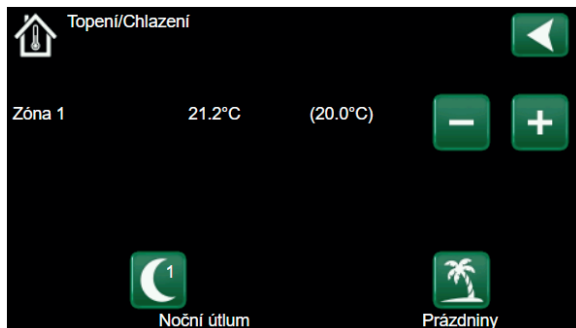 Topení/Chlazení
Zóna 1 21.2°C (20.0°C)
1
Noční útlum Prázdniny